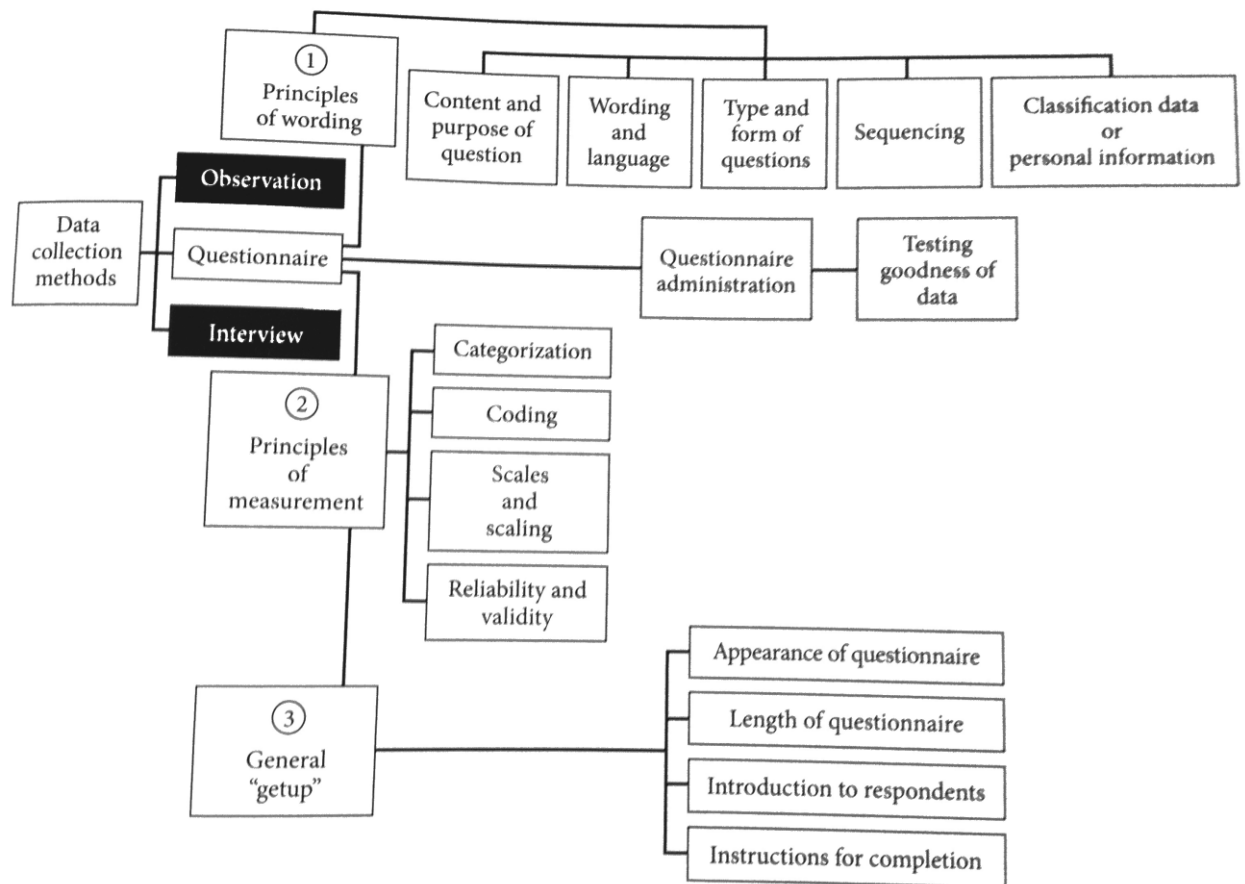 ①
Principles
of wording
Content and
purpose of
question
Wording
and
language
Type and
form of
questions
Sequencing
Classification data
or
personal information
Observation
Data
collection
methods
Questionnaire
Interview
Questionnaire
administration
Testing
goodness of
data
②
Principles
of
measurement
Categorization
Coding
Scales
and
scaling
Reliability and
validity
③
General
“getup”
Appearance of questionnaire
Length of questionnaire
Introduction to respondents
Instructions for completion